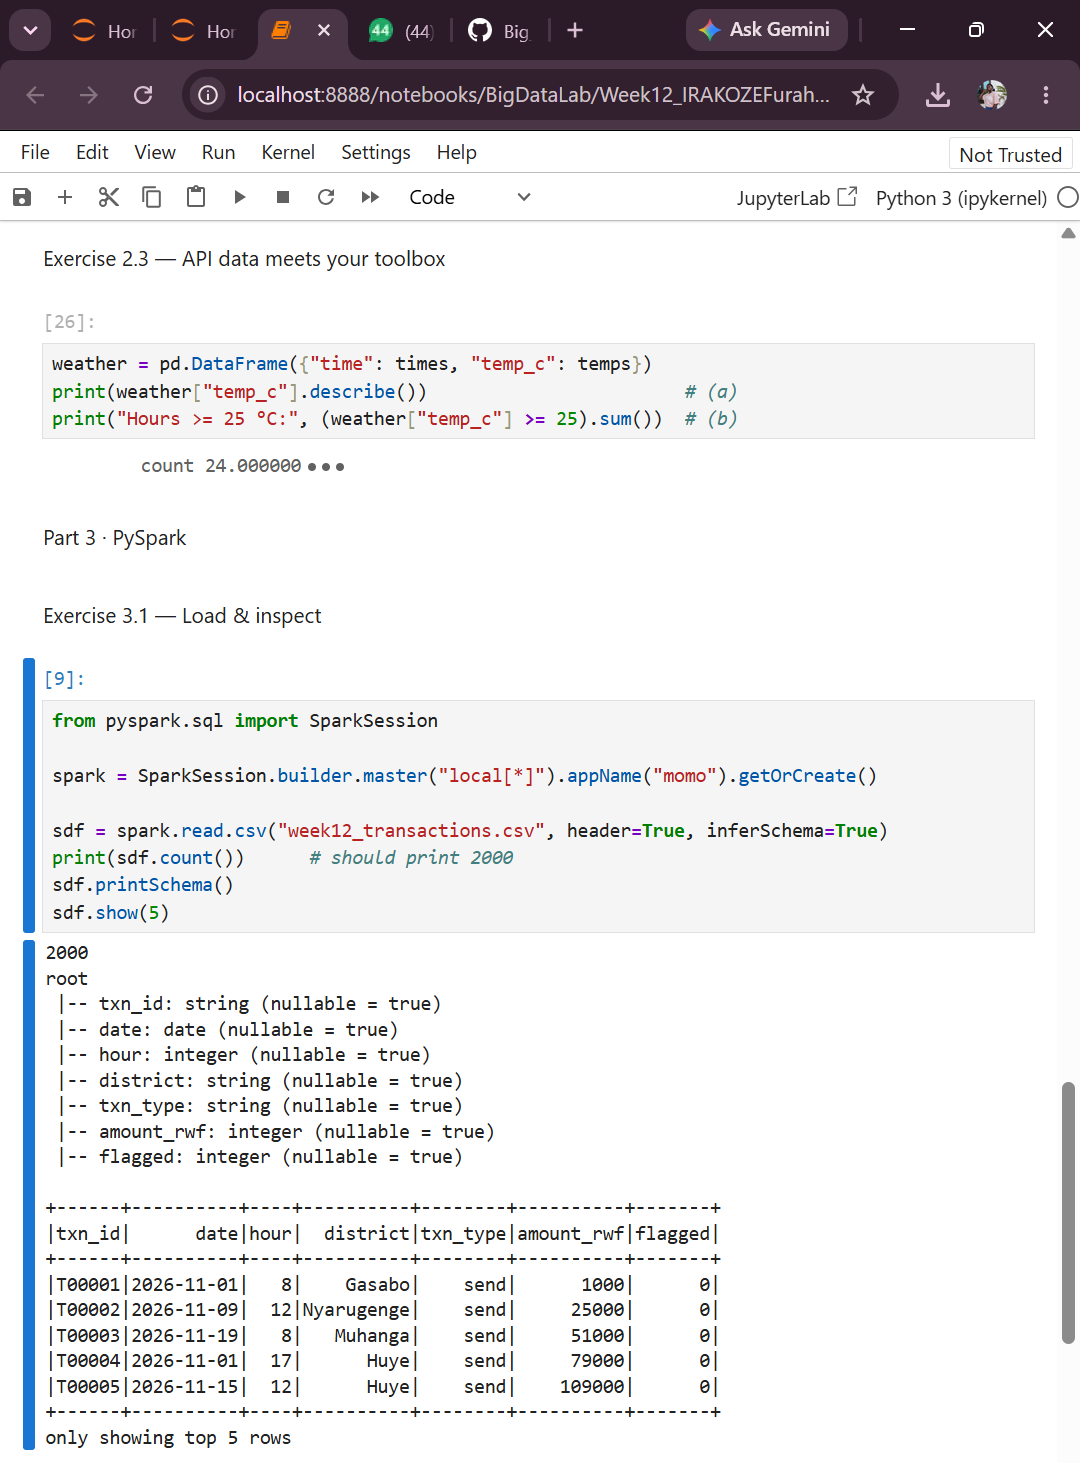 Hor
Hor
44 (44)
Big
Ask Gemini
localhost:8888/notebooks/BigDataLab/Week12_IRAKOZEFurah...
File Edit View Run Kernel Settings Help
Not Trusted
Code
JupyterLab
Python 3 (ipykernel)
Exercise 2.3 — API data meets your toolbox
[26]:
weather = pd.DataFrame({"time": times, "temp_c": temps})
print(weather["temp_c"].describe()) # (a)
print("Hours >= 25 °C:", (weather["temp_c"] >= 25).sum()) # (b)
count 24.000000 •••
Part 3 · PySpark
Exercise 3.1 — Load & inspect
[9]:
from pyspark.sql import SparkSession
spark = SparkSession.builder.master("local[*]").appName("momo").getOrCreate()
sdf = spark.read.csv("week12_transactions.csv", header=True, inferSchema=True)
print(sdf.count()) # should print 2000
sdf.printSchema()
sdf.show(5)
2000
root
 |-- txn_id: string (nullable = true)
 |-- date: date (nullable = true)
 |-- hour: integer (nullable = true)
 |-- district: string (nullable = true)
 |-- txn_type: string (nullable = true)
 |-- amount_rwf: integer (nullable = true)
 |-- flagged: integer (nullable = true)
+------+----------+----+----------+--------+----------+-------+
|txn_id|      date|hour|  district|txn_type|amount_rwf|flagged|
+------+----------+----+----------+--------+----------+-------+
|T00001|2026-11-01|   8|    Gasabo|    send|      1000|      0|
|T00002|2026-11-09|  12|Nyarugenge|    send|     25000|      0|
|T00003|2026-11-19|   8|   Muhanga|    send|     51000|      0|
|T00004|2026-11-01|  17|      Huye|    send|     79000|      0|
|T00005|2026-11-15|  12|      Huye|    send|    109000|      0|
+------+----------+----+----------+--------+----------+-------+
only showing top 5 rows